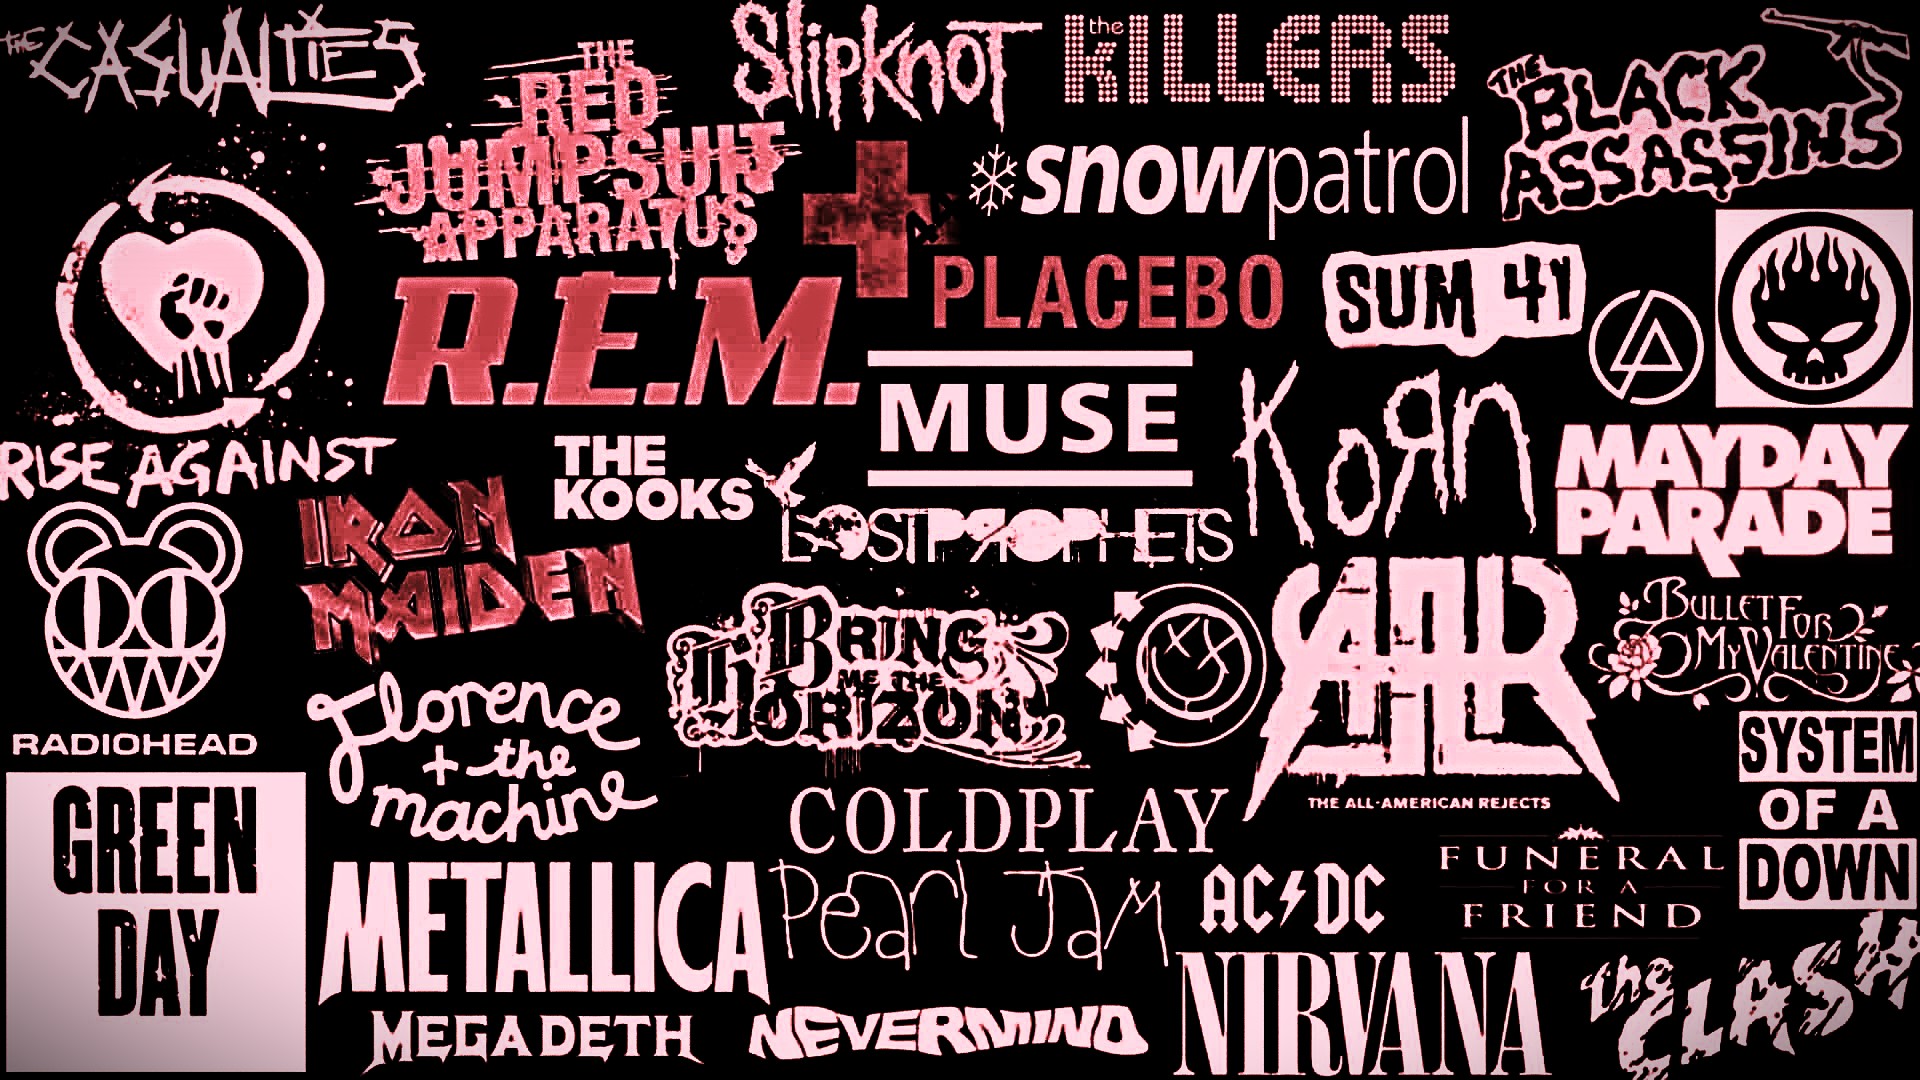 THE CASUALTIES
THE
RED
JUMPSUIT
APPARATUS
SlipKnoT
the
KILLERS
THE
BLACK
ASSASSINS
snowpatrol
RISE AGAINST
R.E.M.
PLACEBO
SUM 41
MUSE
KoЯn
MAYDAY
PARADE
THE
KOOKS
LOSTPROPHETS
IRON
MAIDEN
RADIOHEAD
BRING
ME THE
HORIZON
THE ALL-AMERICAN REJECTS
BULLET FOR
MY VALENTINE
Florence
+ the
machine
SYSTEM
OF A
DOWN
GREEN
DAY
COLDPLAY
METALLICA
Pearl Jam
AC DC
FUNERAL
FOR A
FRIEND
MEGADETH
NEVERMIND
NIRVANA
the
CLASH